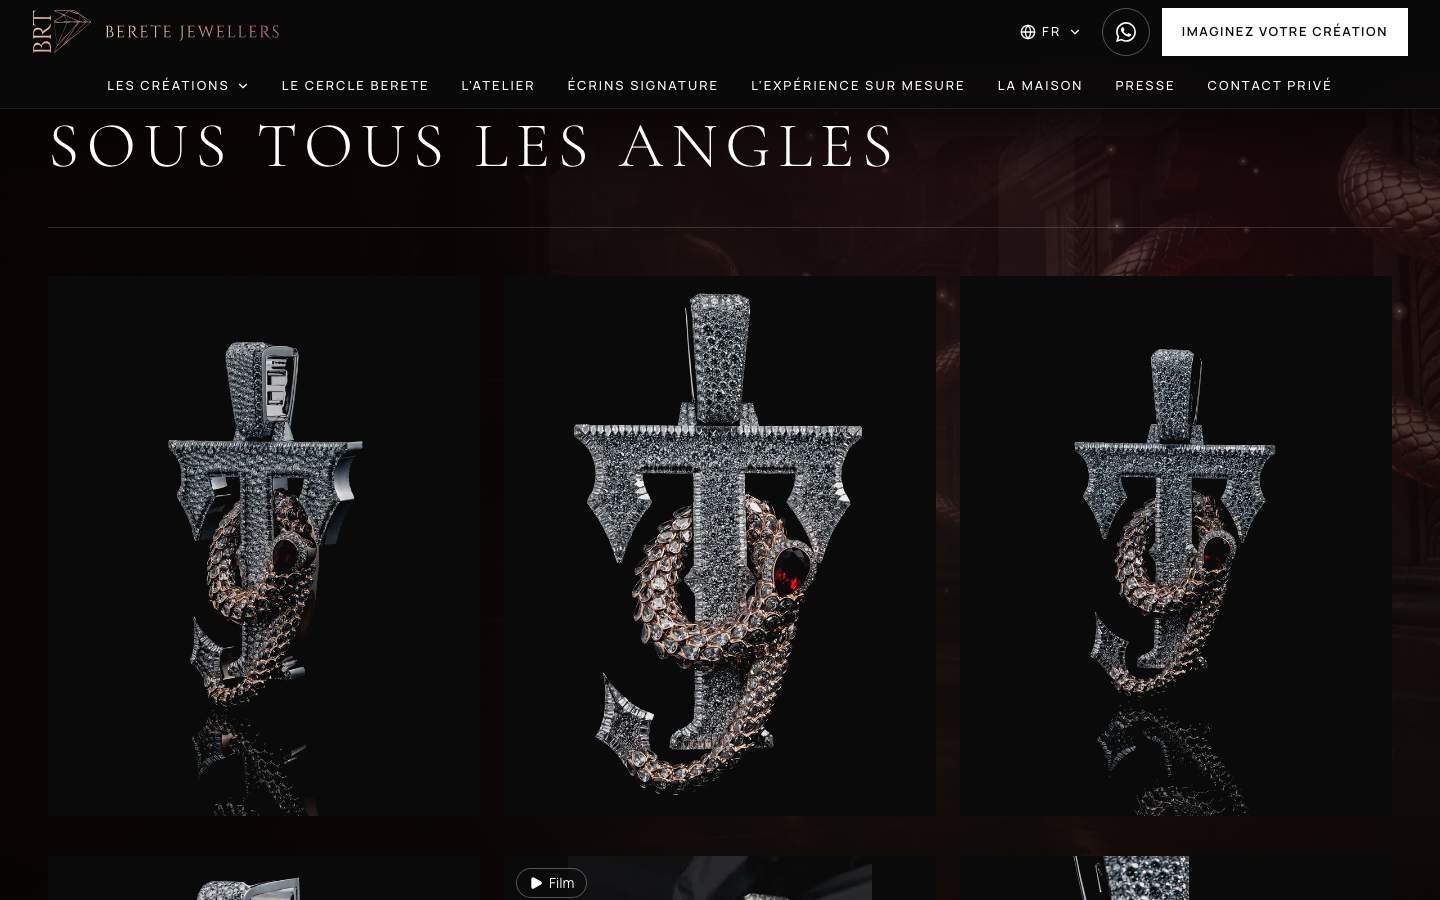 BRT
BERETE JEWELLERS
FR
IMAGINEZ VOTRE CRÉATION
LES CRÉATIONS
LE CERCLE BERETE
L'ATELIER
ÉCRINS SIGNATURE
L'EXPÉRIENCE SUR MESURE
LA MAISON
PRESSE
CONTACT PRIVÉ
SOUS TOUS LES ANGLES
Film